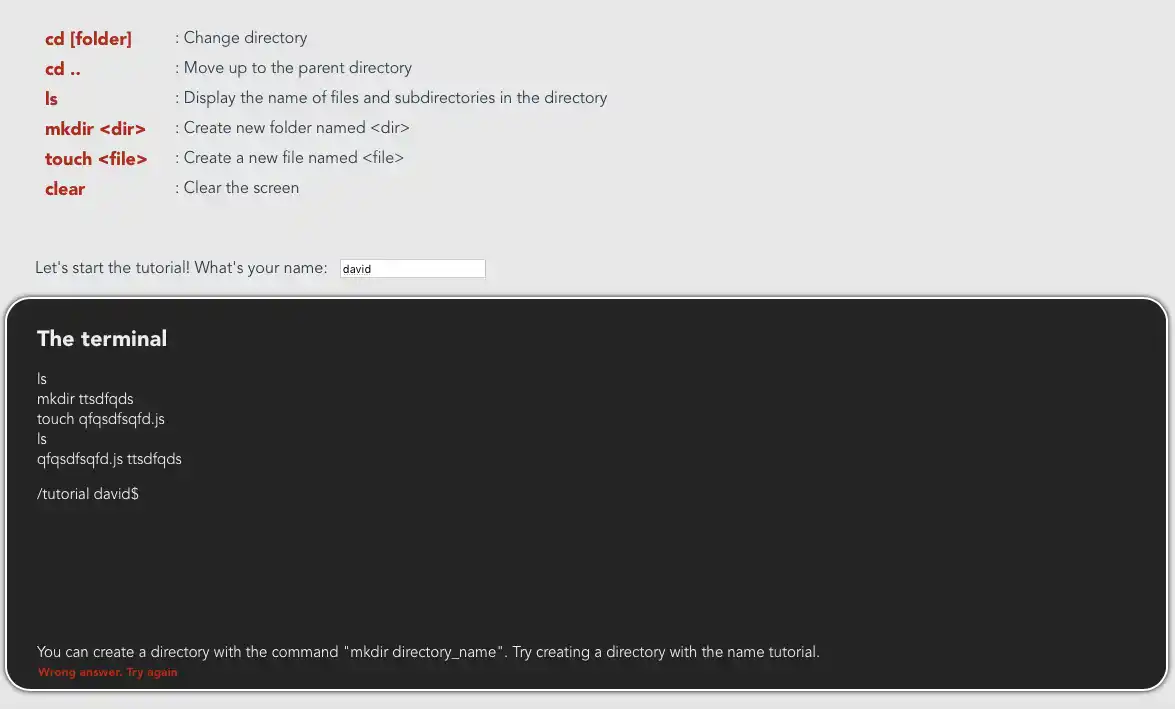 cd [folder] : Change directory
cd .. : Move up to the parent directory
ls : Display the name of files and subdirectories in the directory
mkdir <dir> : Create new folder named <dir>
touch <file> : Create a new file named <file>
clear : Clear the screen
Let's start the tutorial! What's your name: david
The terminal
ls
mkdir ttsdfqds
touch qfqsdfsqfd.js
ls
qfqsdfsqfd.js ttsdfqds
/tutorial david$
You can create a directory with the command "mkdir directory_name". Try creating a directory with the name tutorial.
Wrong answer. Try again